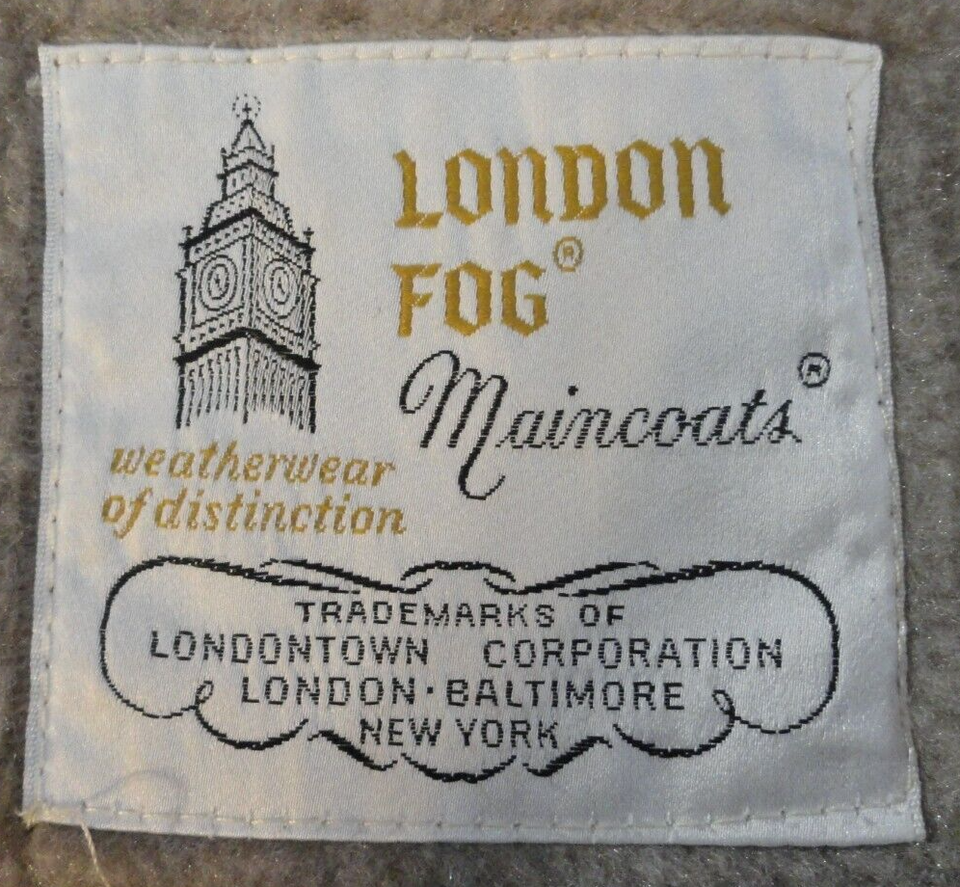 LONDON
FOG®
Maincoats®
weatherwear
of distinction
TRADEMARKS OF
LONDONTOWN CORPORATION
LONDON · BALTIMORE
NEW YORK